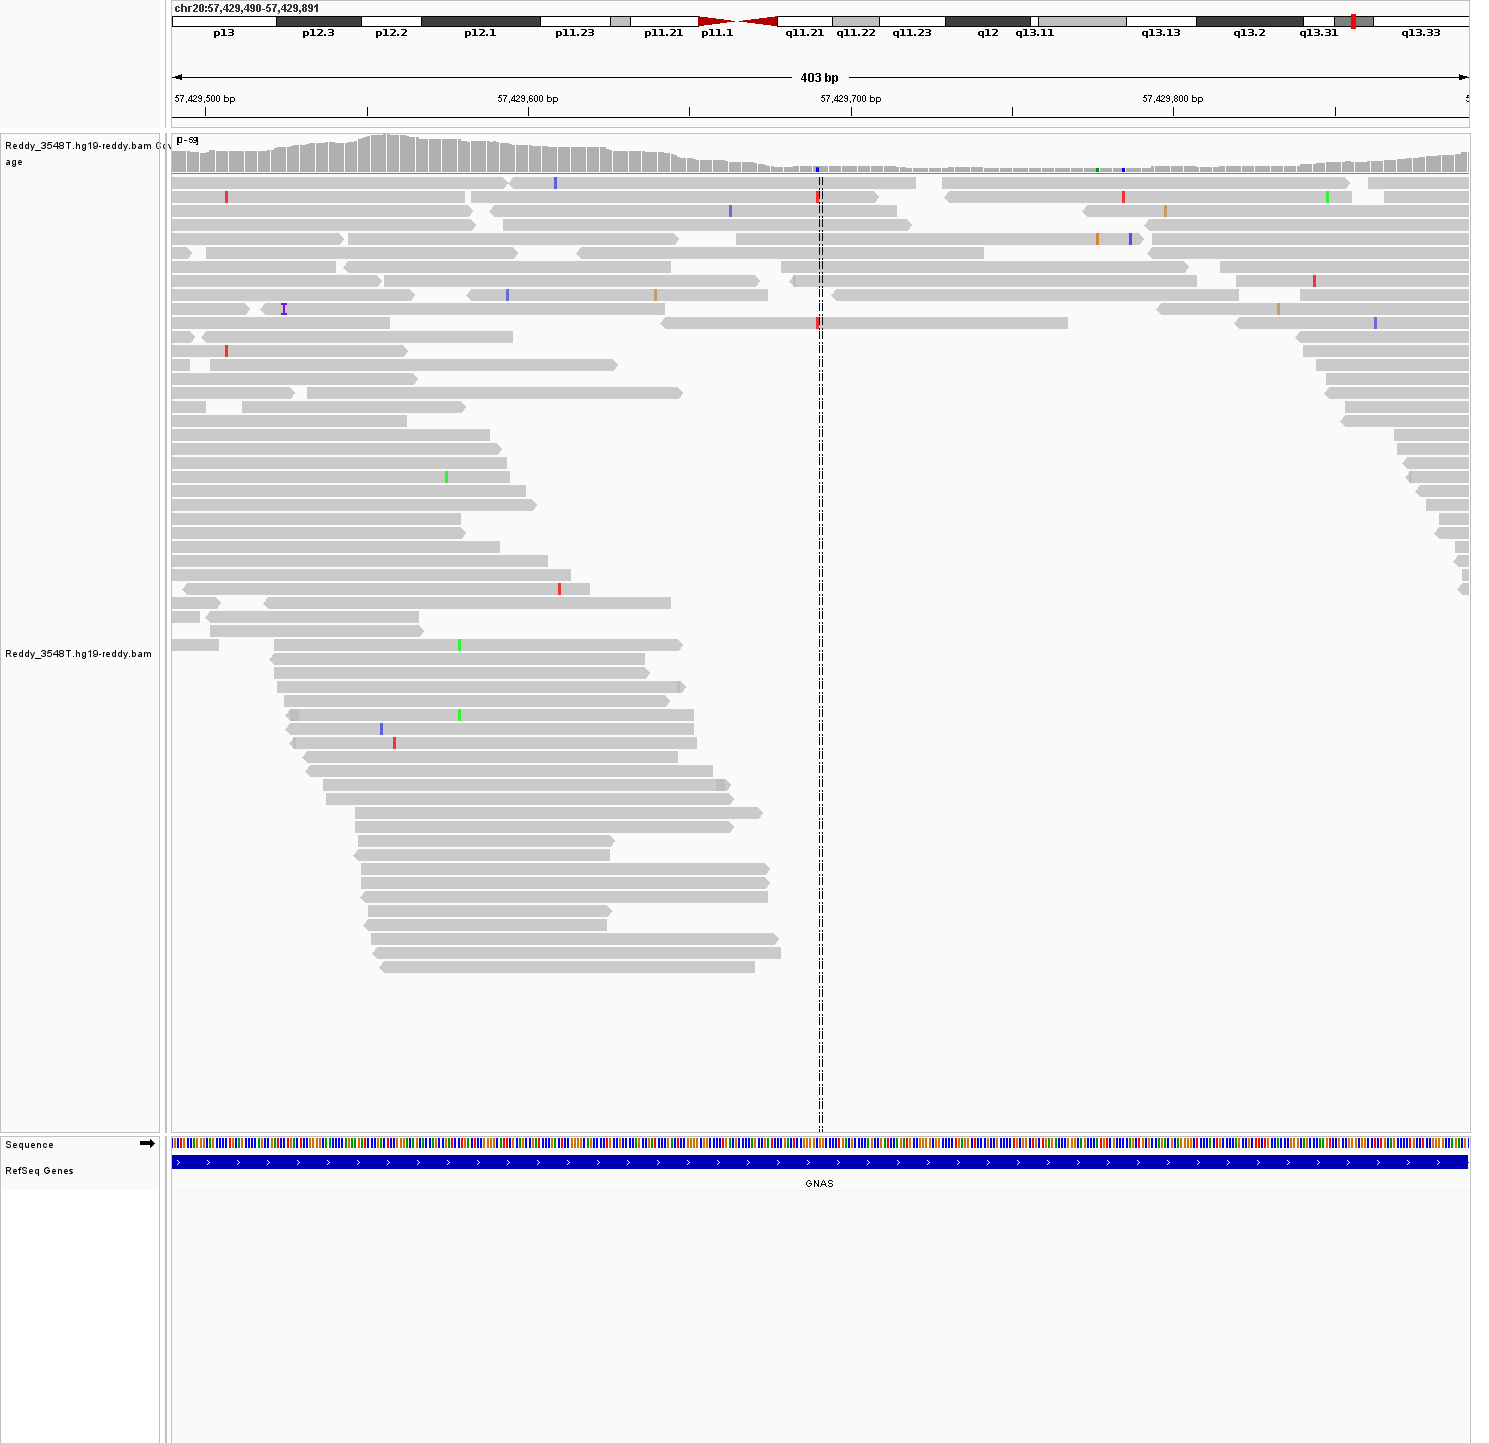 chr20:57,429,490-57,429,891
p13 p12.3 p12.2 p12.1 p11.23 p11.21 p11.1 q11.21 q11.22 q11.23 q12 q13.11 q13.13 q13.2 q13.31 q13.33
403 bp
57,429,500 bp 57,429,600 bp 57,429,700 bp 57,429,800 bp 5
Reddy_3548T.hg19-reddy.bam Cov
age
[0-59]
Reddy_3548T.hg19-reddy.bam
Sequence
RefSeq Genes
GNAS